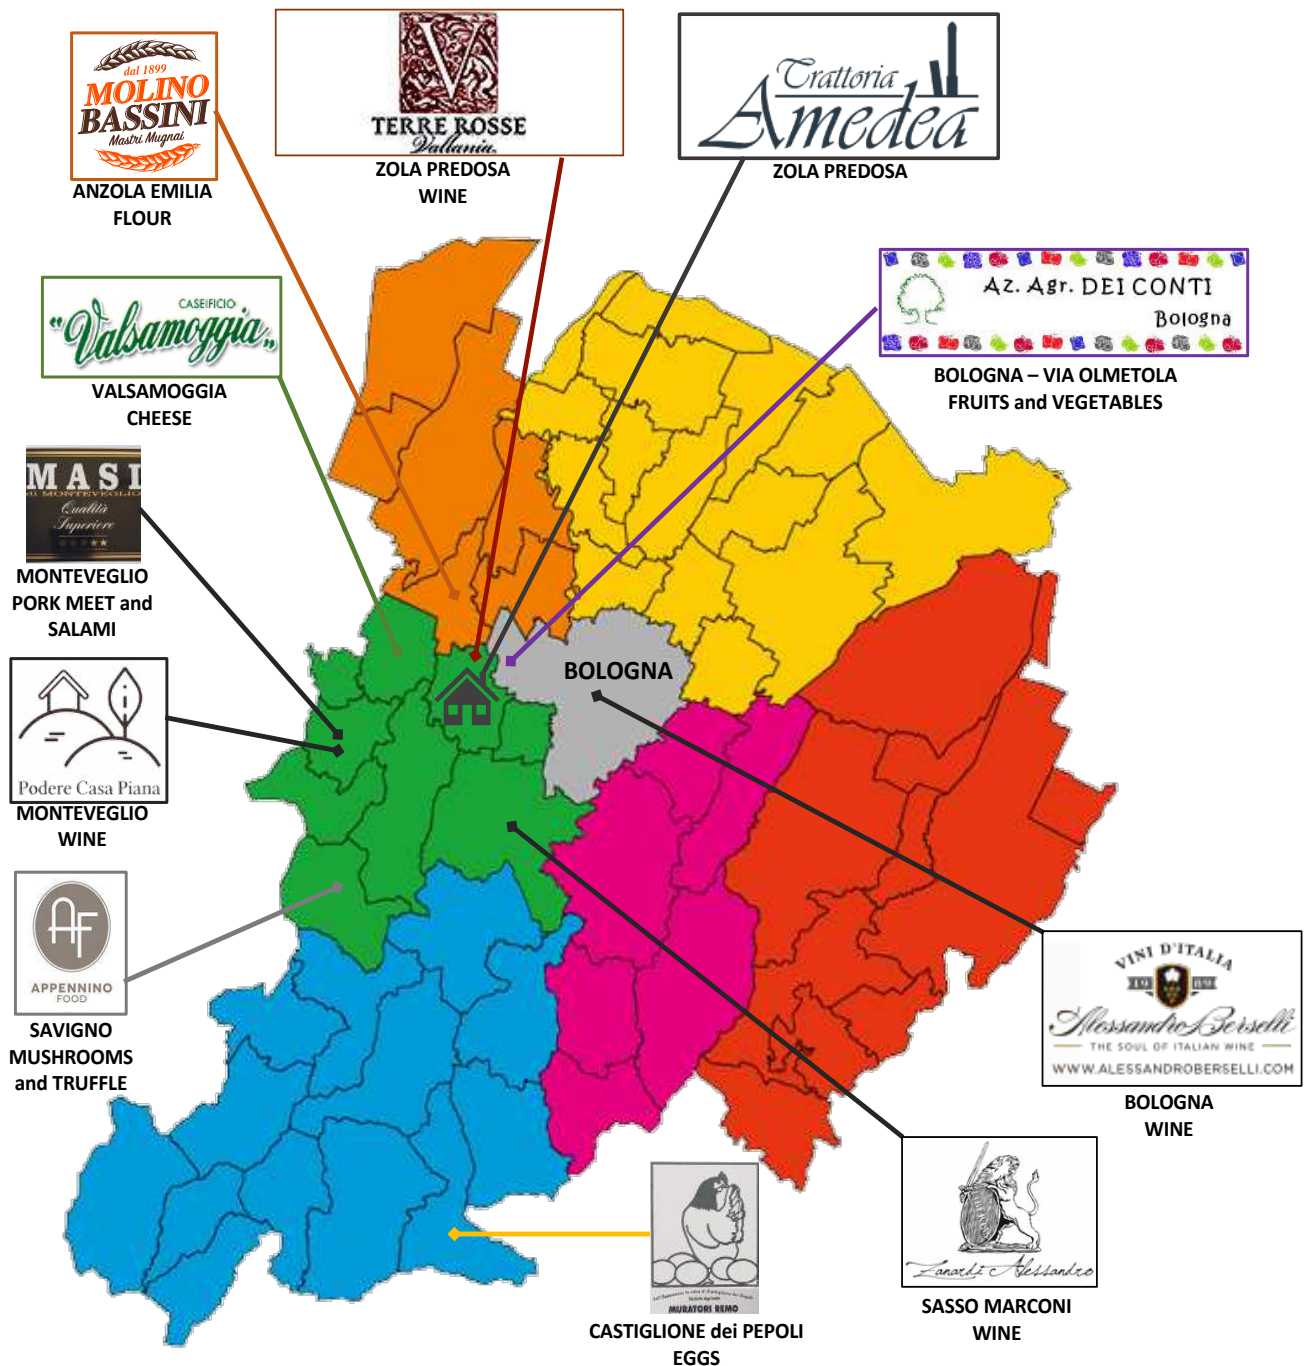 dal 1899
MOLINO
BASSINI
Mastri Mugnai
ANZOLA EMILIA
FLOUR
V
TERRE ROSSE
Vallania
ZOLA PREDOSA
WINE
Trattoria
Amedea
ZOLA PREDOSA
CASEIFICIO
"Valsamoggia"
VALSAMOGGIA
CHEESE
Az. Agr. DEI CONTI
Bologna
BOLOGNA – VIA OLMETOLA
FRUITS and VEGETABLES
MASI
di MONTEVEGLIO
Qualità
Superiore
MONTEVEGLIO
PORK MEET and
SALAMI
BOLOGNA
Podere Casa Piana
MONTEVEGLIO
WINE
AF
APPENNINO
FOOD
SAVIGNO
MUSHROOMS
and TRUFFLE
VINI D'ITALIA
Alessandro Berselli
THE SOUL OF ITALIAN WINE
WWW.ALESSANDROBERSELLI.COM
BOLOGNA
WINE
Zanardi Alessandro
SASSO MARCONI
WINE
MURATORI REMO
CASTIGLIONE dei PEPOLI
EGGS